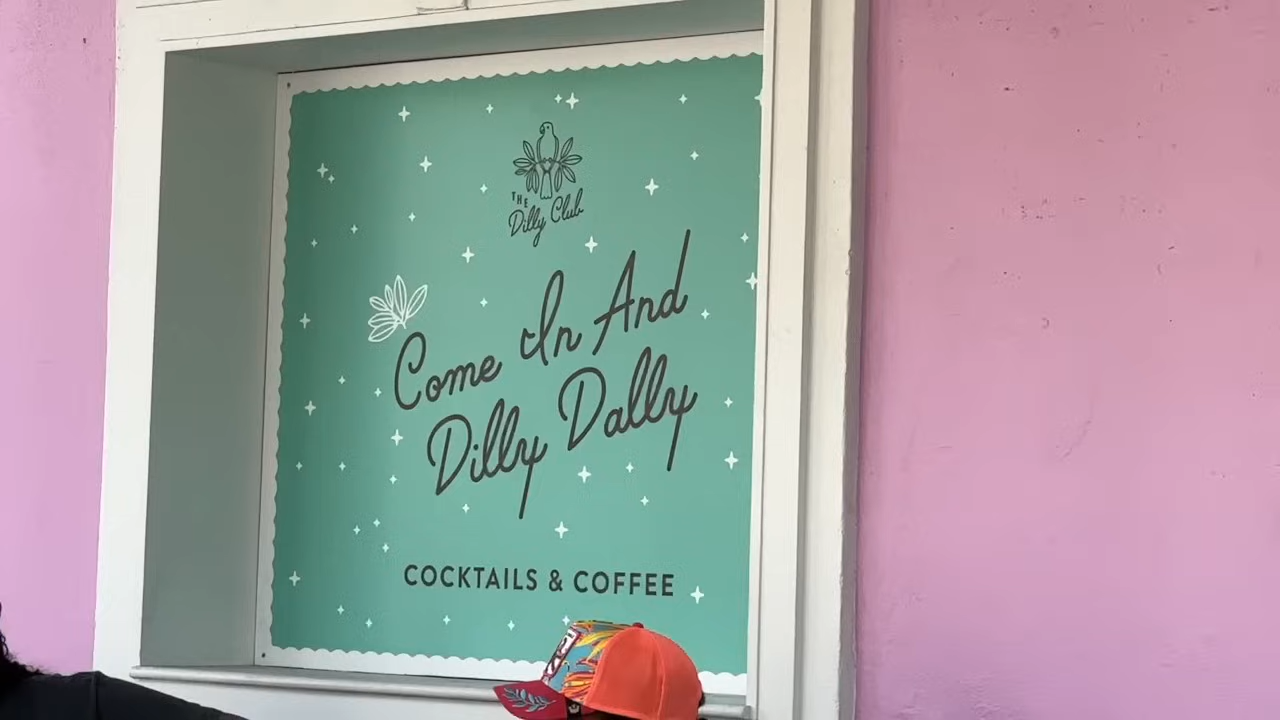 THE
Dilly Club
Come In And
Dilly Dally
COCKTAILS & COFFEE